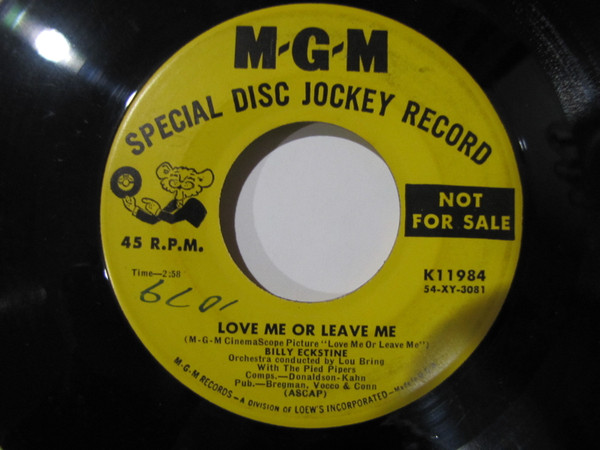 M-G-M
SPECIAL DISC JOCKEY RECORD
NOT
FOR SALE
45 R.P.M.
K11984
54-XY-3081
Time—2:58
1079
LOVE ME OR LEAVE ME
(M-G-M CinemaScope Picture "Love Me Or Leave Me")
BILLY ECKSTINE
Orchestra conducted by Lou Bring
With The Pied Pipers
Comps.—Donaldson-Kahn
Pub.—Bregman, Vocco & Conn
(ASCAP)
M-G-M RECORDS—A DIVISION OF LOEW'S INCORPORATED—